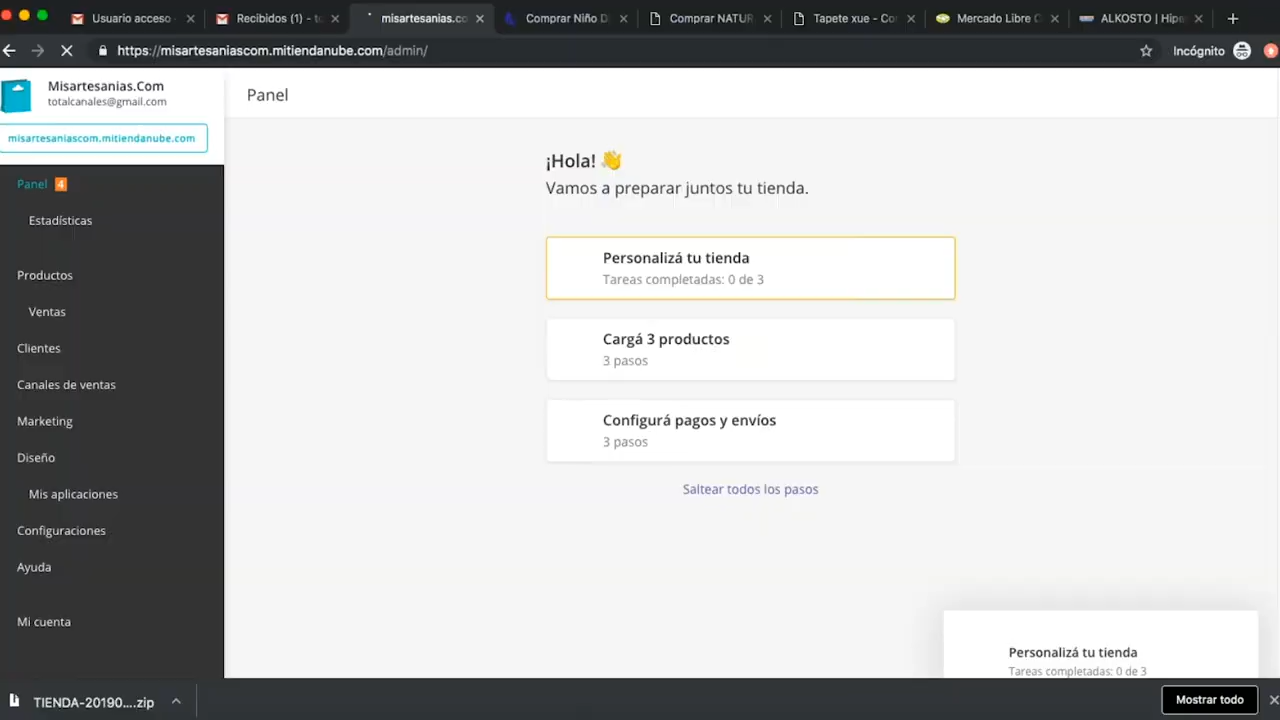 Usuario acceso
Recibidos (1) - to
misartesanias.co
Comprar Niño D
Comprar NATUR
Tapete xue - Co
Mercado Libre C
ALKOSTO | Hipe
https://misartesaniascom.mitiendanube.com/admin/
Incógnito
Misartesanias.Com
totalcanales@gmail.com
misartesaniascom.mitiendanube.com
Panel
Panel 4
Estadísticas
Productos
Ventas
Clientes
Canales de ventas
Marketing
Diseño
Mis aplicaciones
Configuraciones
Ayuda
Mi cuenta
¡Hola! 👋
Vamos a preparar juntos tu tienda.
Personalizá tu tienda
Tareas completadas: 0 de 3
Cargá 3 productos
3 pasos
Configurá pagos y envíos
3 pasos
Saltear todos los pasos
Personalizá tu tienda
Tareas completadas: 0 de 3
TIENDA-20190....zip
Mostrar todo